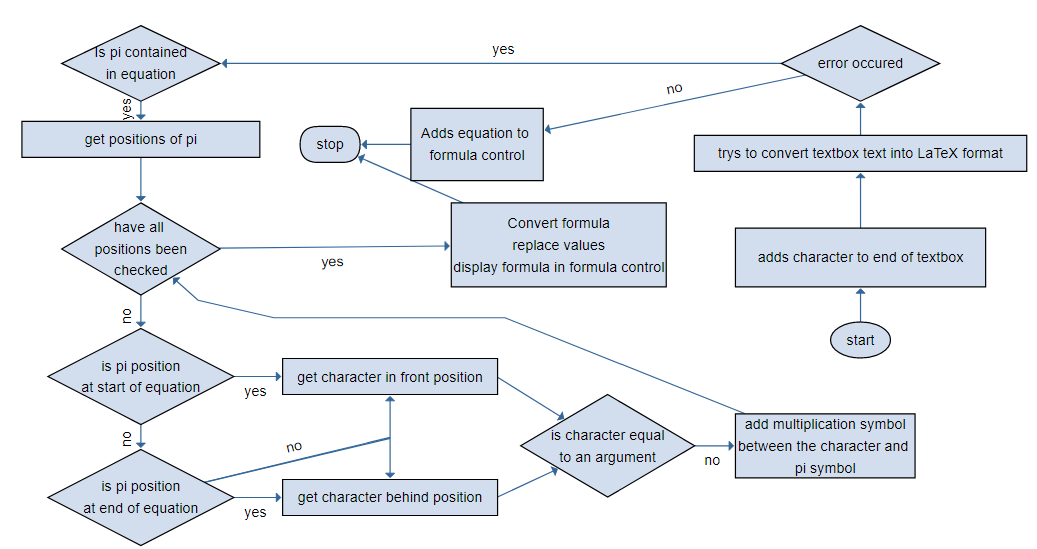 Is pi contained
in equation
yes
error occured
no
yes
get positions of pi
stop
Adds equation to
formula control
trys to convert textbox text into LaTeX format
have all
positions been
checked
yes
Convert formula
replace values
display formula in formula control
adds character to end of textbox
no
start
is pi position
at start of equation
yes
get character in front position
no
no
is character equal
to an argument
no
add multiplication symbol
between the character and
pi symbol
is pi position
at end of equation
yes
get character behind position